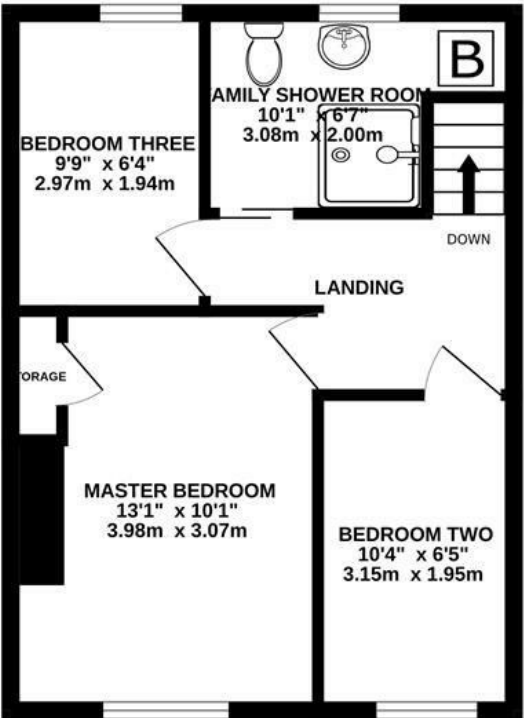 B
AMILY SHOWER ROOM
10'1" x 6'7"
3.08m x 2.00m
BEDROOM THREE
9'9" x 6'4"
2.97m x 1.94m
DOWN
LANDING
ORAGE
MASTER BEDROOM
13'1" x 10'1"
3.98m x 3.07m
BEDROOM TWO
10'4" x 6'5"
3.15m x 1.95m